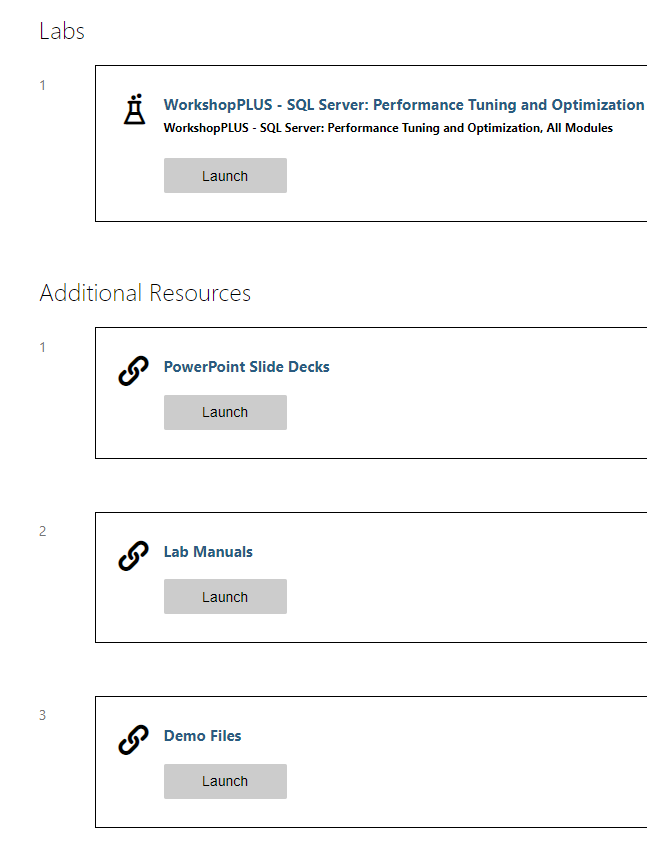 Labs
1
WorkshopPLUS - SQL Server: Performance Tuning and Optimization
WorkshopPLUS - SQL Server: Performance Tuning and Optimization, All Modules
Launch
Additional Resources
1
PowerPoint Slide Decks
Launch
2
Lab Manuals
Launch
3
Demo Files
Launch